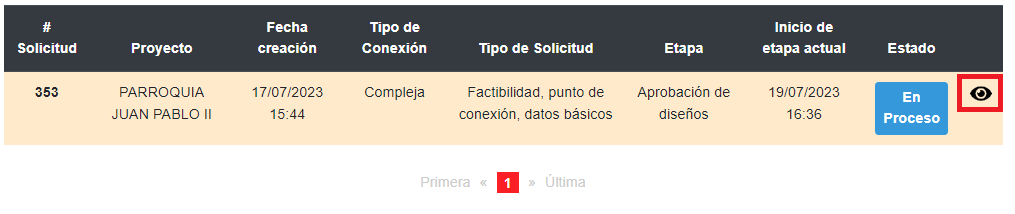 # Solicitud Proyecto Fecha creación Tipo de Conexión Tipo de Solicitud Etapa Inicio de etapa actual Estado
353 PARROQUIA JUAN PABLO II 17/07/2023 15:44 Compleja Factibilidad, punto de conexión, datos básicos Aprobación de diseños 19/07/2023 16:36 En Proceso
Primera « 1 » Última